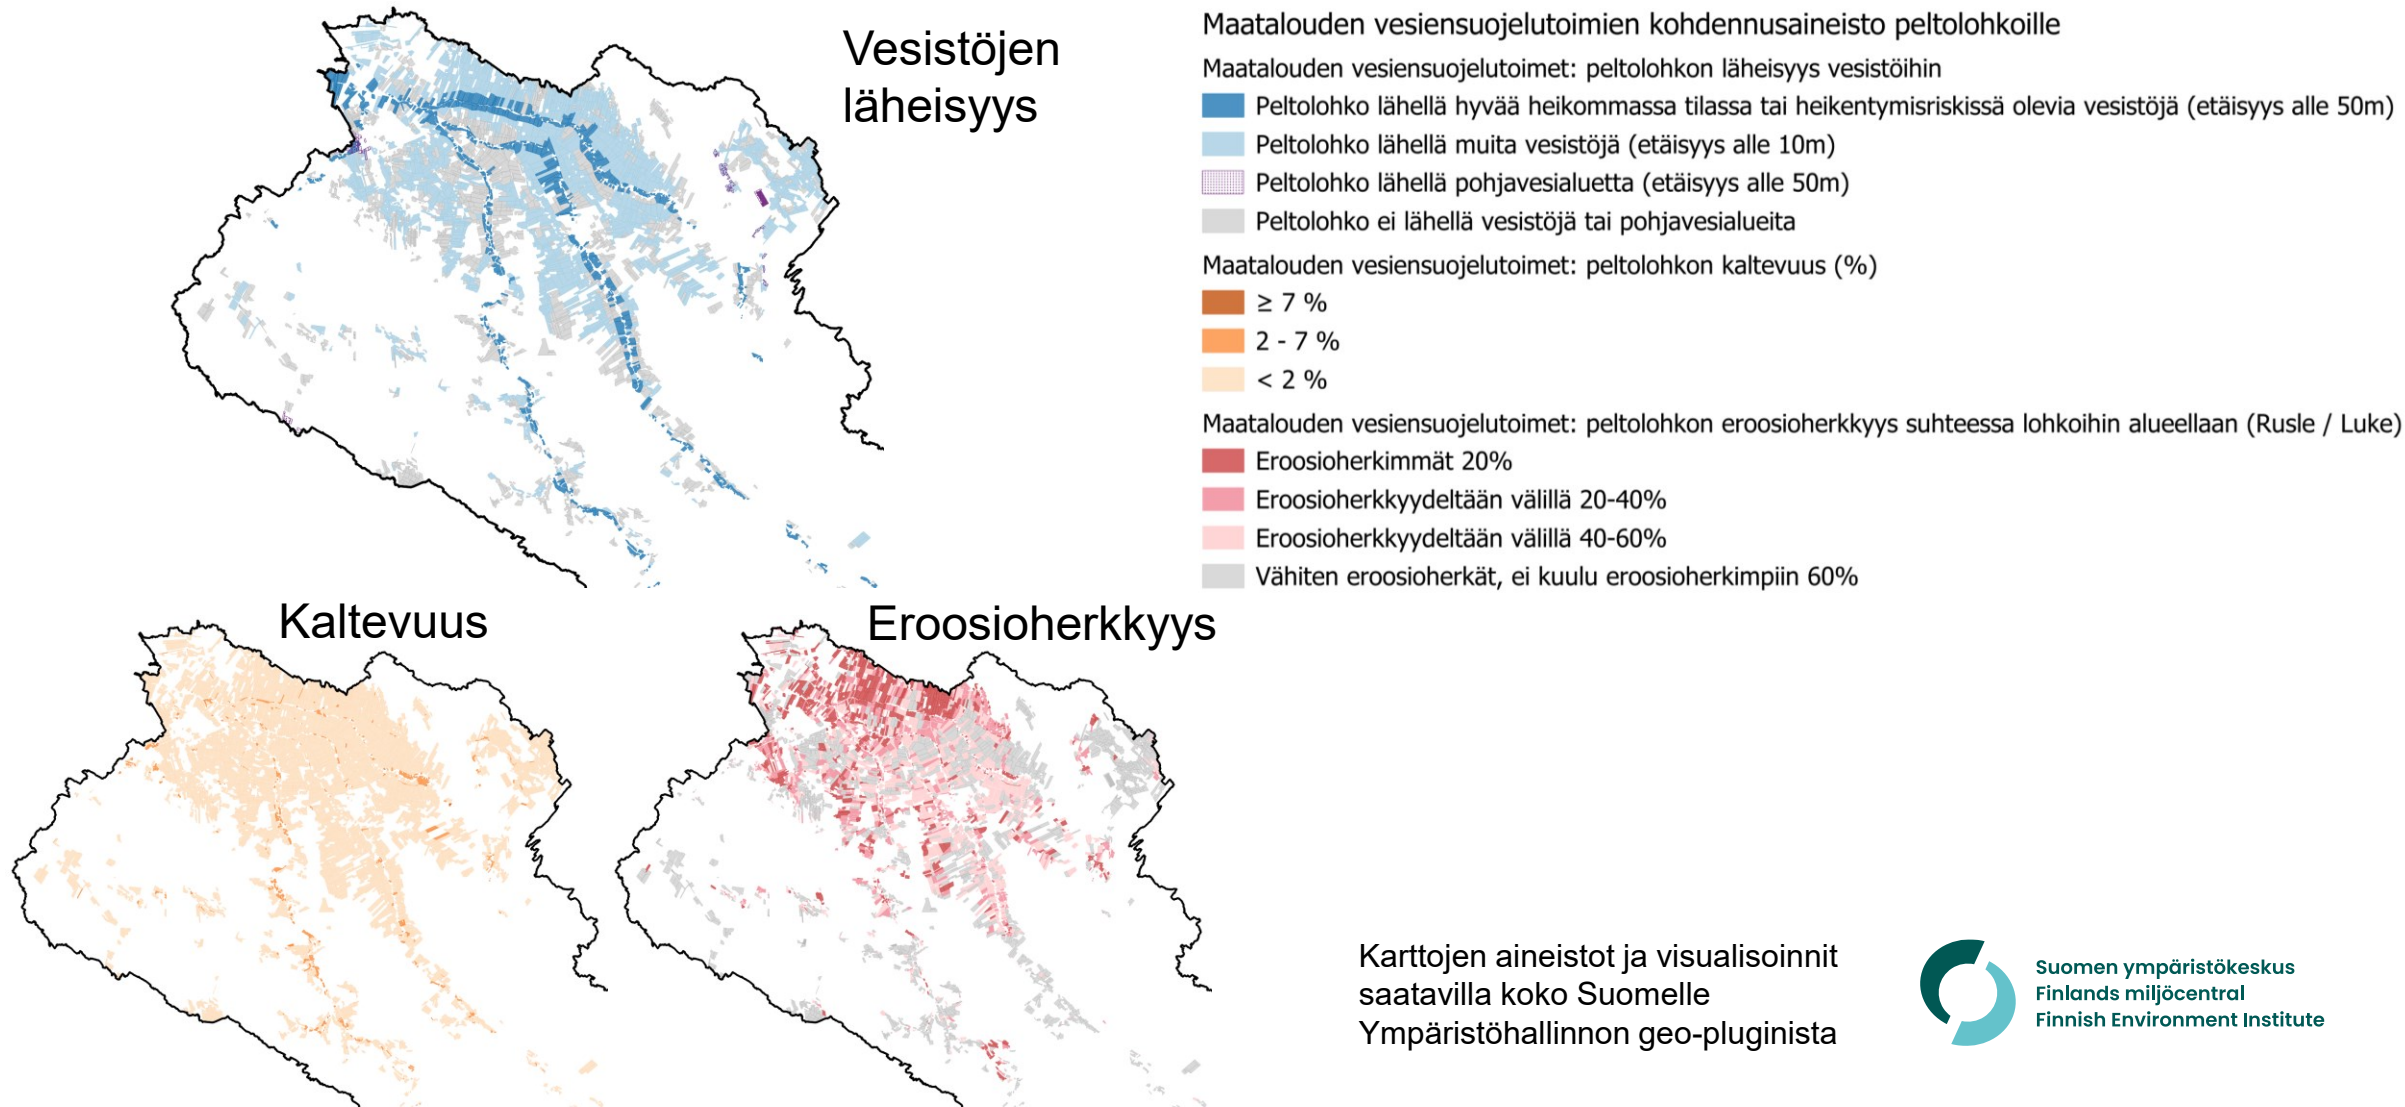 Vesistöjen
läheisyys
Maatalouden vesiensuojelutoimien kohdennusaineisto peltolohkoille
Maatalouden vesiensuojelutoimet: peltolohkon läheisyys vesistöihin
Peltolohko lähellä hyvää heikommassa tilassa tai heikentymisriskissä olevia vesistöjä (etäisyys alle 50m)
Peltolohko lähellä muita vesistöjä (etäisyys alle 10m)
Peltolohko lähellä pohjavesialuetta (etäisyys alle 50m)
Peltolohko ei lähellä vesistöjä tai pohjavesialueita
Maatalouden vesiensuojelutoimet: peltolohkon kaltevuus (%)
≥ 7 %
2 - 7 %
< 2 %
Maatalouden vesiensuojelutoimet: peltolohkon eroosioherkkyys suhteessa lohkoihin alueellaan (Rusle / Luke)
Eroosioherkimmät 20%
Eroosioherkkyydeltään välillä 20-40%
Eroosioherkkyydeltään välillä 40-60%
Vähiten eroosioherkät, ei kuulu eroosioherkimpiin 60%
Kaltevuus
Eroosioherkkyys
Karttojen aineistot ja visualisoinnit
saatavilla koko Suomelle
Ympäristöhallinnon geo-pluginista
Suomen ympäristökeskus
Finlands miljöcentral
Finnish Environment Institute